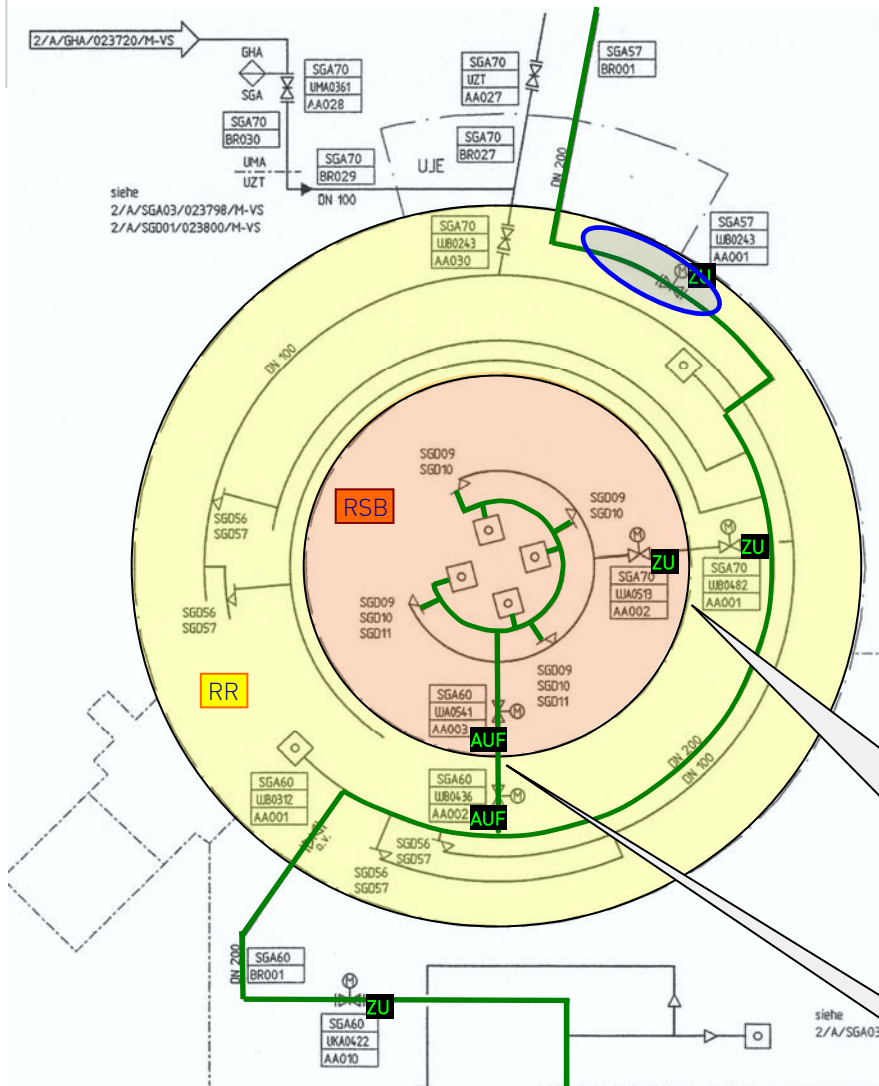 2/A/GHA/023720/M-VS
GHA
SGA
SGA70
UMA0361
AA028
SGA70
UZT
AA027
SGA57
BR001
SGA70
BR030
SGA70
BR027
UMA
UZT
SGA70
BR029
UJE
DN 200
DN 100
siehe
2/A/SGA03/023798/M-VS
2/A/SGD01/023800/M-VS
SGA70
UJB0243
AA030
SGA57
UJB0243
AA001
M
ZU
DN 100
SGD09
SGD10
RSB
SGD09
SGD10
SGD56
SGD57
M
ZU
M
ZU
SGA70
UJA0513
AA002
SGA70
UJB0482
AA001
SGD56
SGD57
SGD09
SGD10
SGD11
SGD09
SGD10
SGD11
RR
SGA60
UJA0541
AA003
M
AUF
DN 200
DN 100
SGA60
UJB0312
AA001
SGA60
UJB0436
AA002
M
AUF
o.v.
SGD56
SGD57
SGD56
SGD57
DN 200
SGA60
BR001
M
ZU
SGA60
UKA0422
AA010
siehe
2/A/SGA03